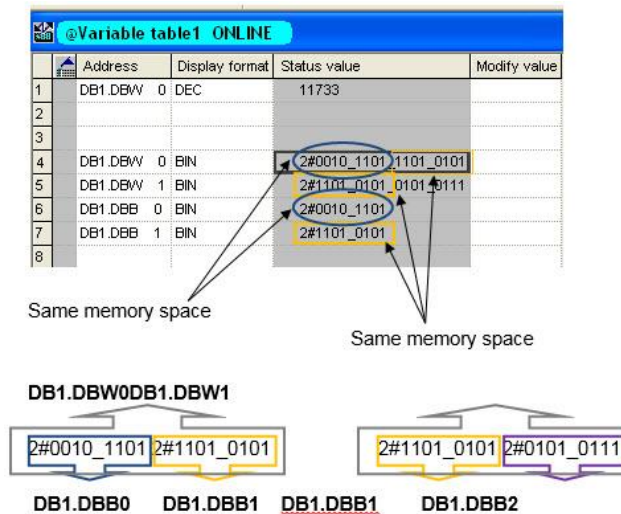 @Variable table1 ONLINE
Address Display format Status value Modify value
1 DB1.DBW 0 DEC 11733
2
3
4 DB1.DBW 0 BIN 2#0010_1101_1101_0101
5 DB1.DBW 1 BIN 2#1101_0101_0101_0111
6 DB1.DBB 0 BIN 2#0010_1101
7 DB1.DBB 1 BIN 2#1101_0101
8
Same memory space
Same memory space
DB1.DBW0DB1.DBW1
2#0010_1101 2#1101_0101 2#1101_0101 2#0101_0111
DB1.DBB0 DB1.DBB1 DB1.DBB1 DB1.DBB2